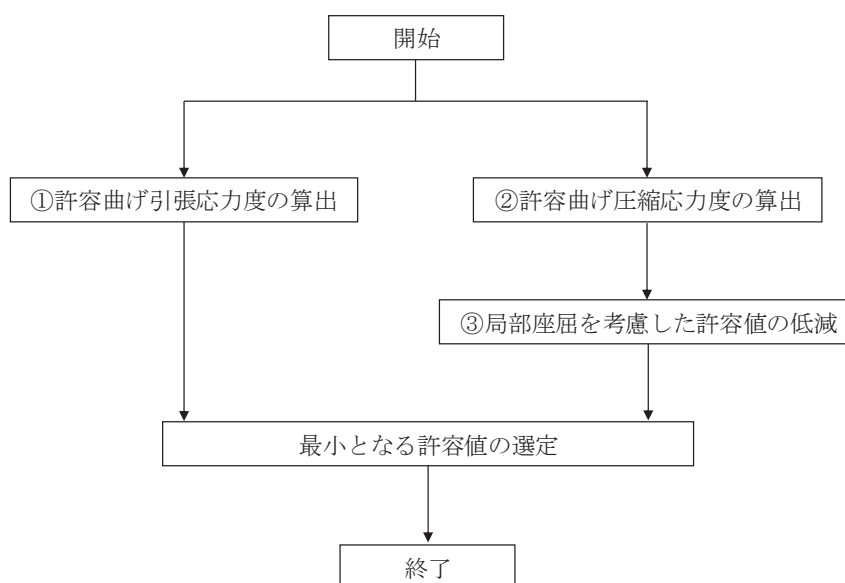 開始
①許容曲げ引張応力度の算出
②許容曲げ圧縮応力度の算出
③局部座屈を考慮した許容値の低減
最小となる許容値の選定
終了